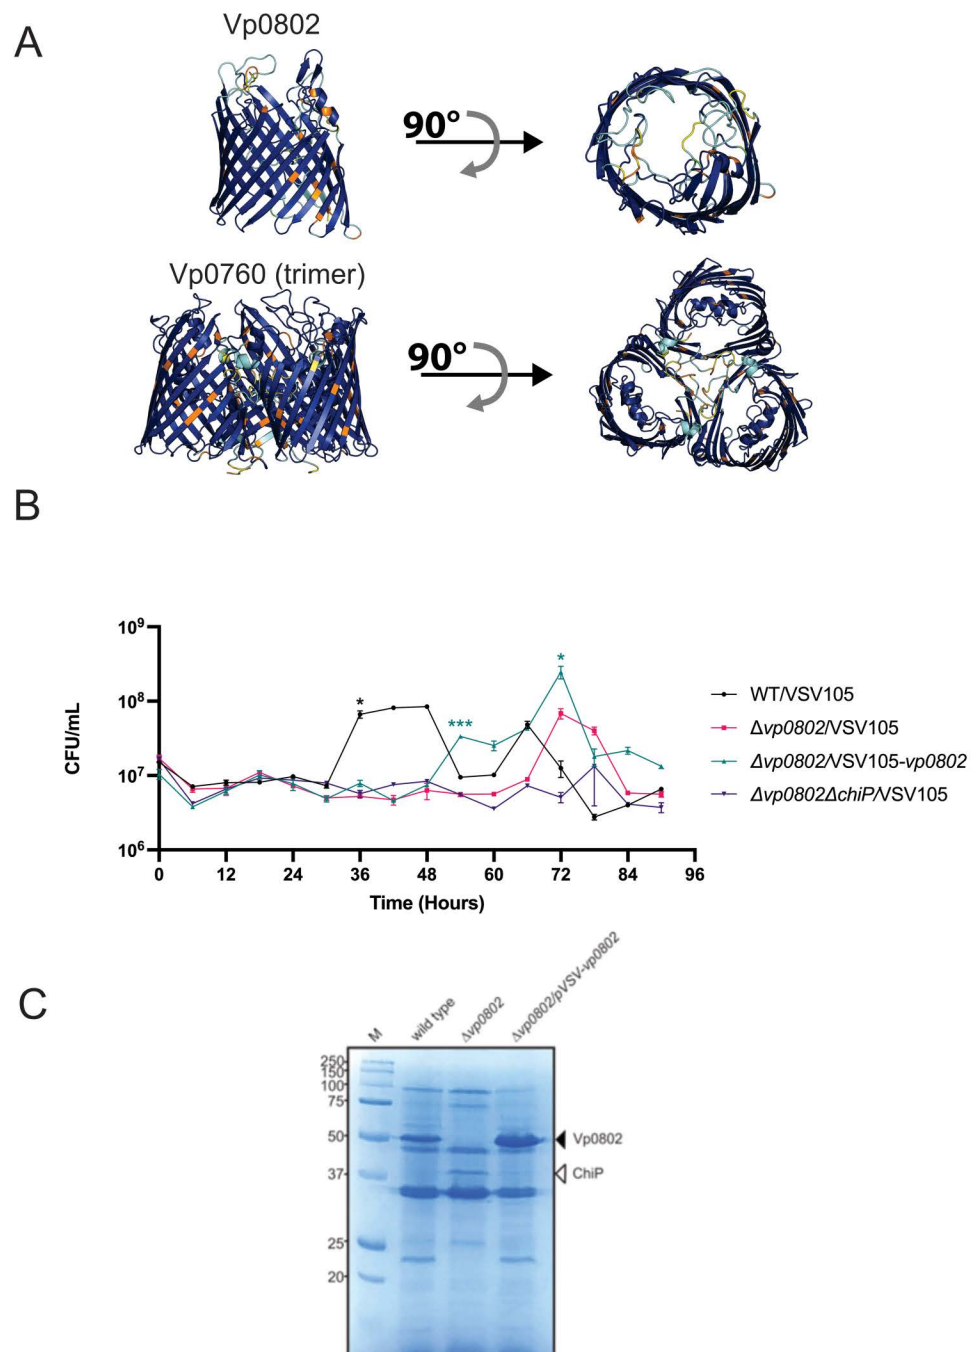 A
Vp0802
90°
Vp0760 (trimer)
90°
B
CFU/mL
10⁹
10⁸
10⁷
10⁶
*
***
*
0 12 24 36 48 60 72 84 96
Time (Hours)
WT/VSV105
Δvp0802/VSV105
Δvp0802/VSV105-vp0802
Δvp0802ΔchiP/VSV105
C
M wild type Δvp0802 Δvp0802/pVSV-vp0802
250
150
100
75
50
37
25
20
Vp0802
ChiP